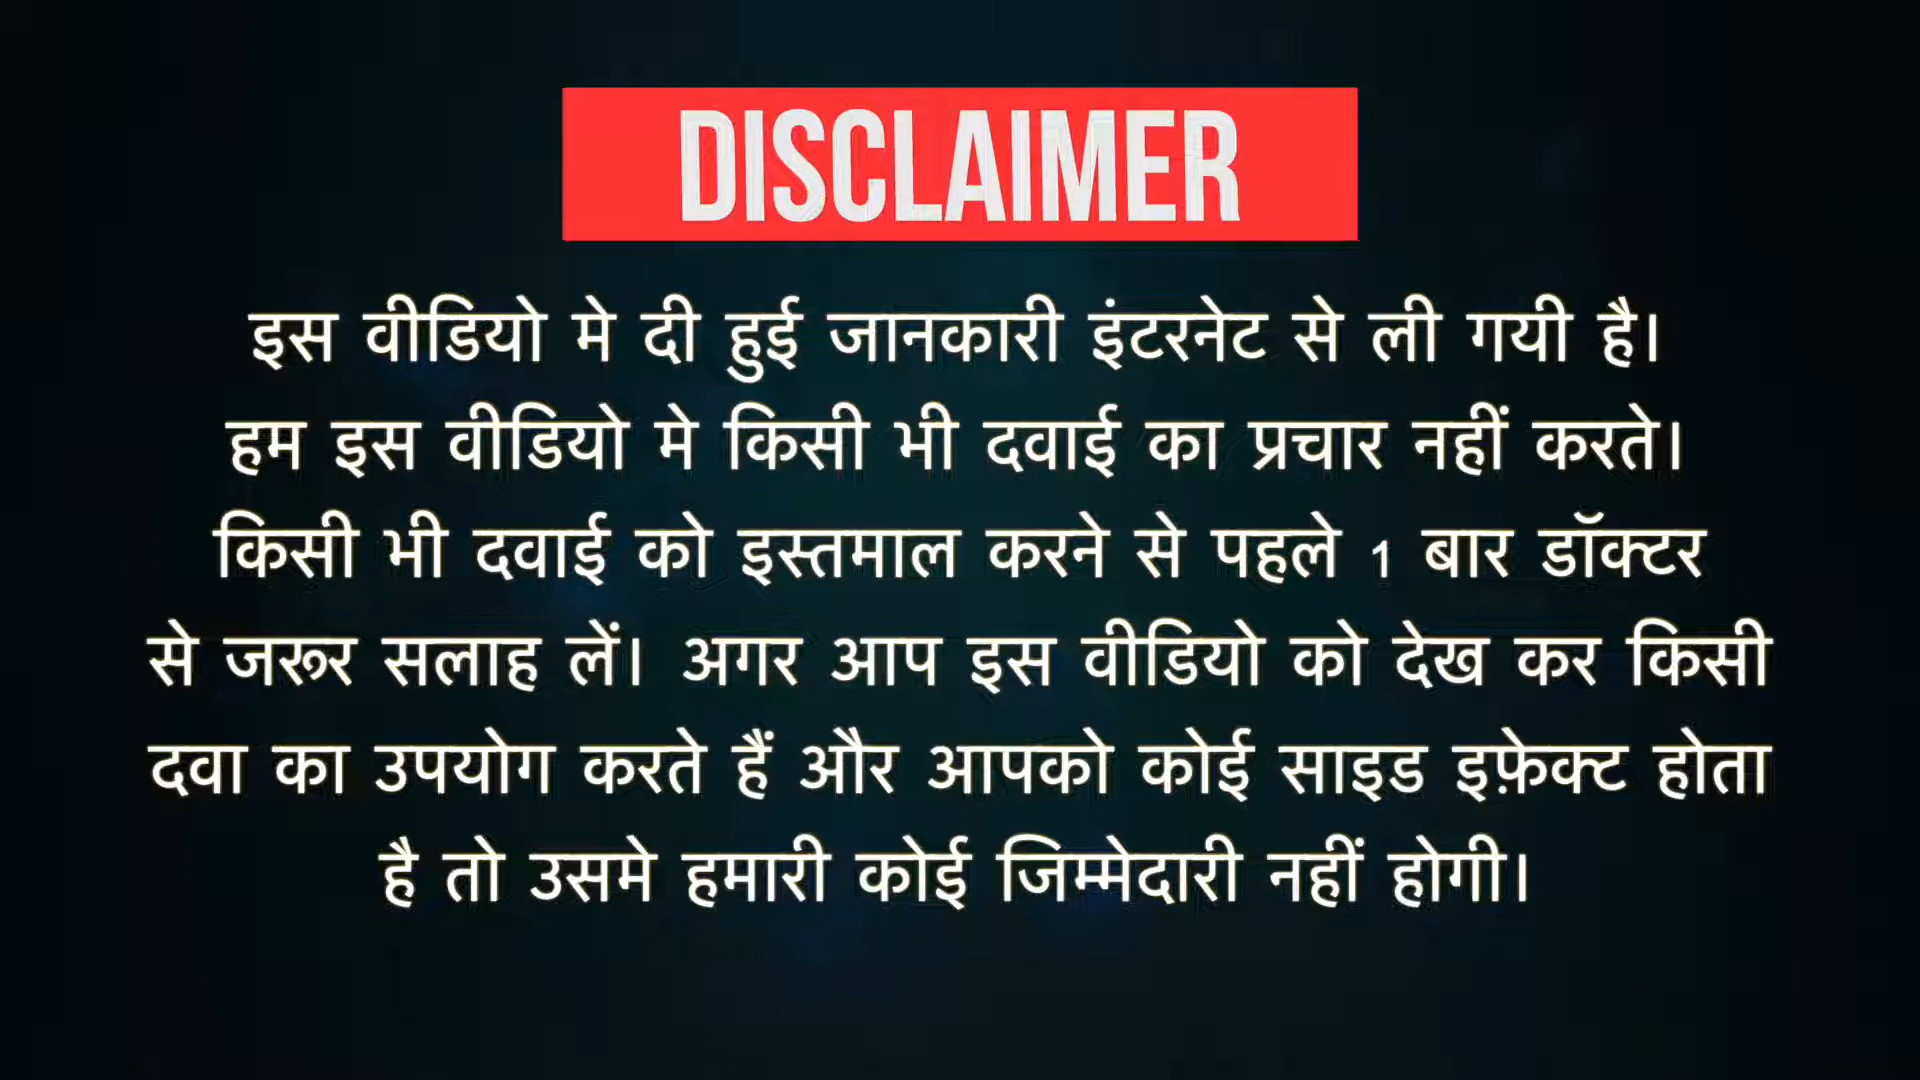 DISCLAIMER
इस वीडियो मे दी हुई जानकारी इंटरनेट से ली गयी है।
हम इस वीडियो मे किसी भी दवाई का प्रचार नहीं करते।
किसी भी दवाई को इस्तमाल करने से पहले 1 बार डॉक्टर
से जरूर सलाह लें। अगर आप इस वीडियो को देख कर किसी
दवा का उपयोग करते हैं और आपको कोई साइड इफ़ेक्ट होता
है तो उसमे हमारी कोई जिम्मेदारी नहीं होगी।